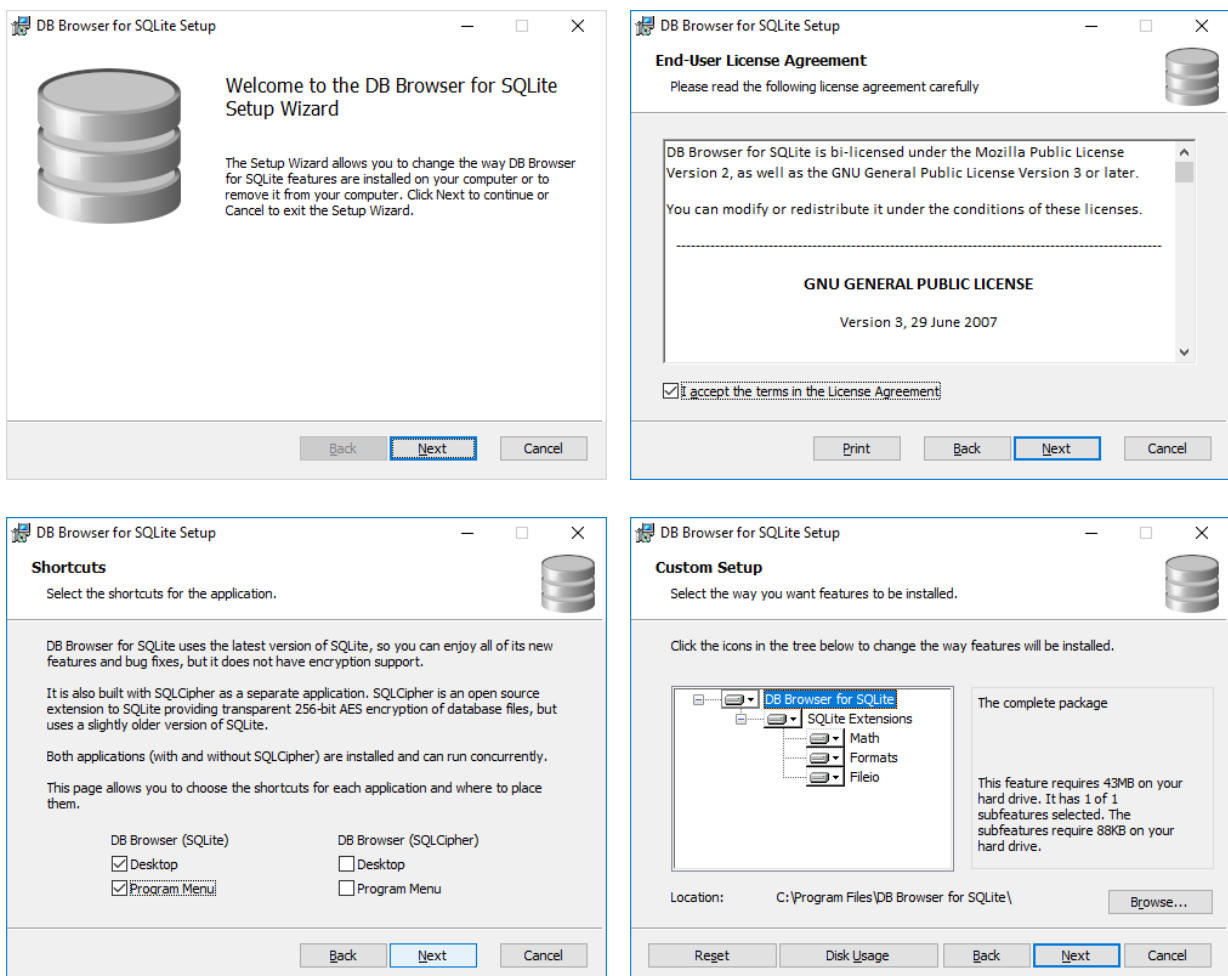 DB Browser for SQLite Setup
Welcome to the DB Browser for SQLite
Setup Wizard
The Setup Wizard allows you to change the way DB Browser
for SQLite features are installed on your computer or to
remove it from your computer. Click Next to continue or
Cancel to exit the Setup Wizard.
Back Next Cancel
DB Browser for SQLite Setup
End-User License Agreement
Please read the following license agreement carefully
DB Browser for SQLite is bi-licensed under the Mozilla Public License
Version 2, as well as the GNU General Public License Version 3 or later.
You can modify or redistribute it under the conditions of these licenses.
--------------------------------------------------------------------------------
GNU GENERAL PUBLIC LICENSE
Version 3, 29 June 2007
I accept the terms in the License Agreement
Print Back Next Cancel
DB Browser for SQLite Setup
Shortcuts
Select the shortcuts for the application.
DB Browser for SQLite uses the latest version of SQLite, so you can enjoy all of its new
features and bug fixes, but it does not have encryption support.
It is also built with SQLCipher as a separate application. SQLCipher is an open source
extension to SQLite providing transparent 256-bit AES encryption of database files, but
uses a slightly older version of SQLite.
Both applications (with and without SQLCipher) are installed and can run concurrently.
This page allows you to choose the shortcuts for each application and where to place
them.
DB Browser (SQLite) DB Browser (SQLCipher)
Desktop Desktop
Program Menu Program Menu
Back Next Cancel
DB Browser for SQLite Setup
Custom Setup
Select the way you want features to be installed.
Click the icons in the tree below to change the way features will be installed.
DB Browser for SQLite
SQLite Extensions
Math
Formats
Fileio
The complete package
This feature requires 43MB on your
hard drive. It has 1 of 1
subfeatures selected. The
subfeatures require 88KB on your
hard drive.
Location: C:\Program Files\DB Browser for SQLite\
Browse...
Reset Disk Usage Back Next Cancel